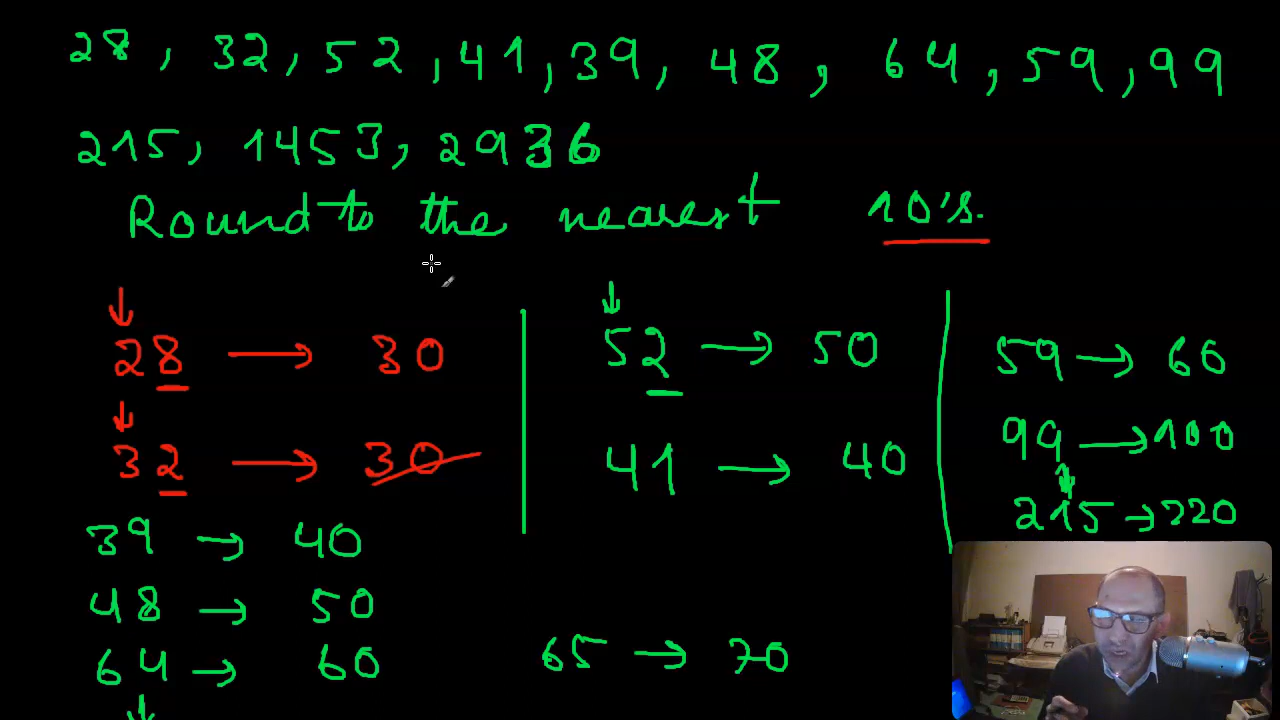 28, 32, 52, 41, 39, 48, 64, 59, 99
215, 1453, 2936
Round to the nearest 10's.
28 → 30
32 → 30
39 → 40
48 → 50
64 → 60
52 → 50
41 → 40
65 → 70
59 → 60
99 → 100
215 → 220